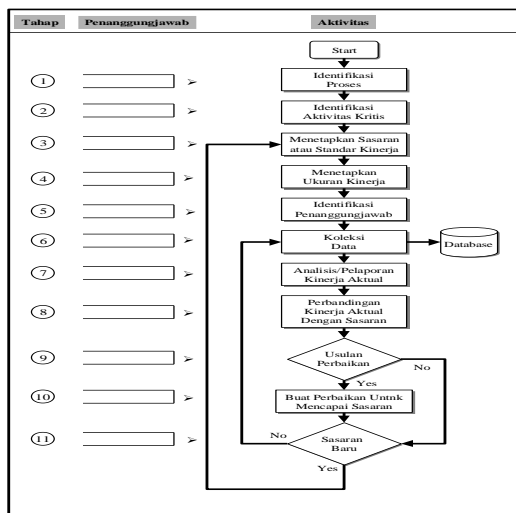 Tahap Penanggungjawab Aktivitas
Start
1
Identifikasi
Proses
2
Identifikasi
Aktivitas Kritis
3
Menetapkan Sasaran
atau Standar Kinerja
4
Menetapkan
Ukuran Kinerja
5
Identifikasi
Penanggungjawab
6
Koleksi
Data
Database
7
Analisis/Pelaporan
Kinerja Aktual
8
Perbandingan
Kinerja Aktual
Dengan Sasaran
9
Usulan
Perbaikan
No
Yes
10
Buat Perbaikan Untnk
Mencapai Sasaran
11
No
Sasaran
Baru
Yes